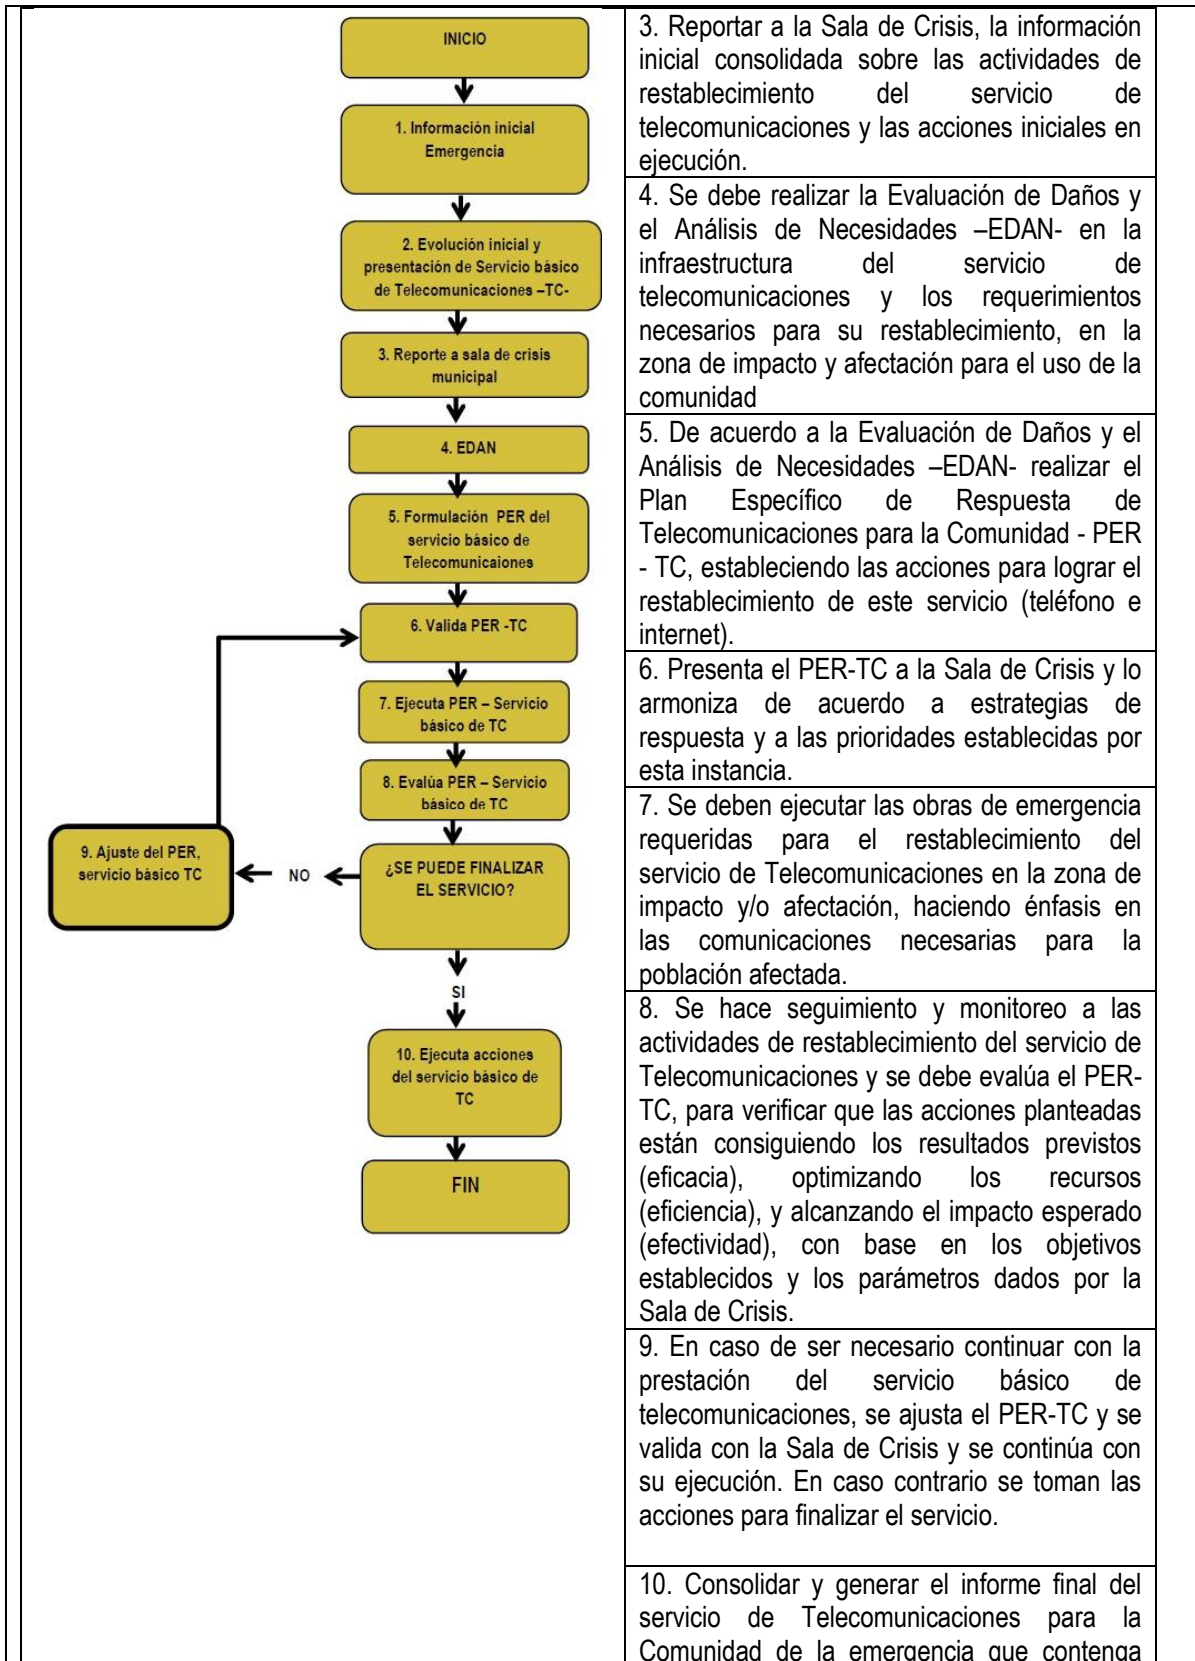 INICIO
1. Información inicial
Emergencia
2. Evolución inicial y
presentación de Servicio básico
de Telecomunicaciones –TC-
3. Reporte a sala de crisis
municipal
4. EDAN
5. Formulación PER del
servicio básico de
Telecomunicaiones
6. Valida PER -TC
7. Ejecuta PER – Servicio
básico de TC
8. Evalúa PER – Servicio
básico de TC
¿SE PUEDE FINALIZAR
EL SERVICIO?
NO
9. Ajuste del PER,
servicio básico TC
SI
10. Ejecuta acciones
del servicio básico de
TC
FIN
3. Reportar a la Sala de Crisis, la información
inicial consolidada sobre las actividades de
restablecimiento del servicio de
telecomunicaciones y las acciones iniciales en
ejecución.
4. Se debe realizar la Evaluación de Daños y
el Análisis de Necesidades –EDAN- en la
infraestructura del servicio de
telecomunicaciones y los requerimientos
necesarios para su restablecimiento, en la
zona de impacto y afectación para el uso de la
comunidad
5. De acuerdo a la Evaluación de Daños y el
Análisis de Necesidades –EDAN- realizar el
Plan Específico de Respuesta de
Telecomunicaciones para la Comunidad - PER
- TC, estableciendo las acciones para lograr el
restablecimiento de este servicio (teléfono e
internet).
6. Presenta el PER-TC a la Sala de Crisis y lo
armoniza de acuerdo a estrategias de
respuesta y a las prioridades establecidas por
esta instancia.
7. Se deben ejecutar las obras de emergencia
requeridas para el restablecimiento del
servicio de Telecomunicaciones en la zona de
impacto y/o afectación, haciendo énfasis en
las comunicaciones necesarias para la
población afectada.
8. Se hace seguimiento y monitoreo a las
actividades de restablecimiento del servicio de
Telecomunicaciones y se debe evalúa el PER-
TC, para verificar que las acciones planteadas
están consiguiendo los resultados previstos
(eficacia), optimizando los recursos
(eficiencia), y alcanzando el impacto esperado
(efectividad), con base en los objetivos
establecidos y los parámetros dados por la
Sala de Crisis.
9. En caso de ser necesario continuar con la
prestación del servicio básico de
telecomunicaciones, se ajusta el PER-TC y se
valida con la Sala de Crisis y se continúa con
su ejecución. En caso contrario se toman las
acciones para finalizar el servicio.
10. Consolidar y generar el informe final del
servicio de Telecomunicaciones para la
Comunidad de la emergencia que contenga